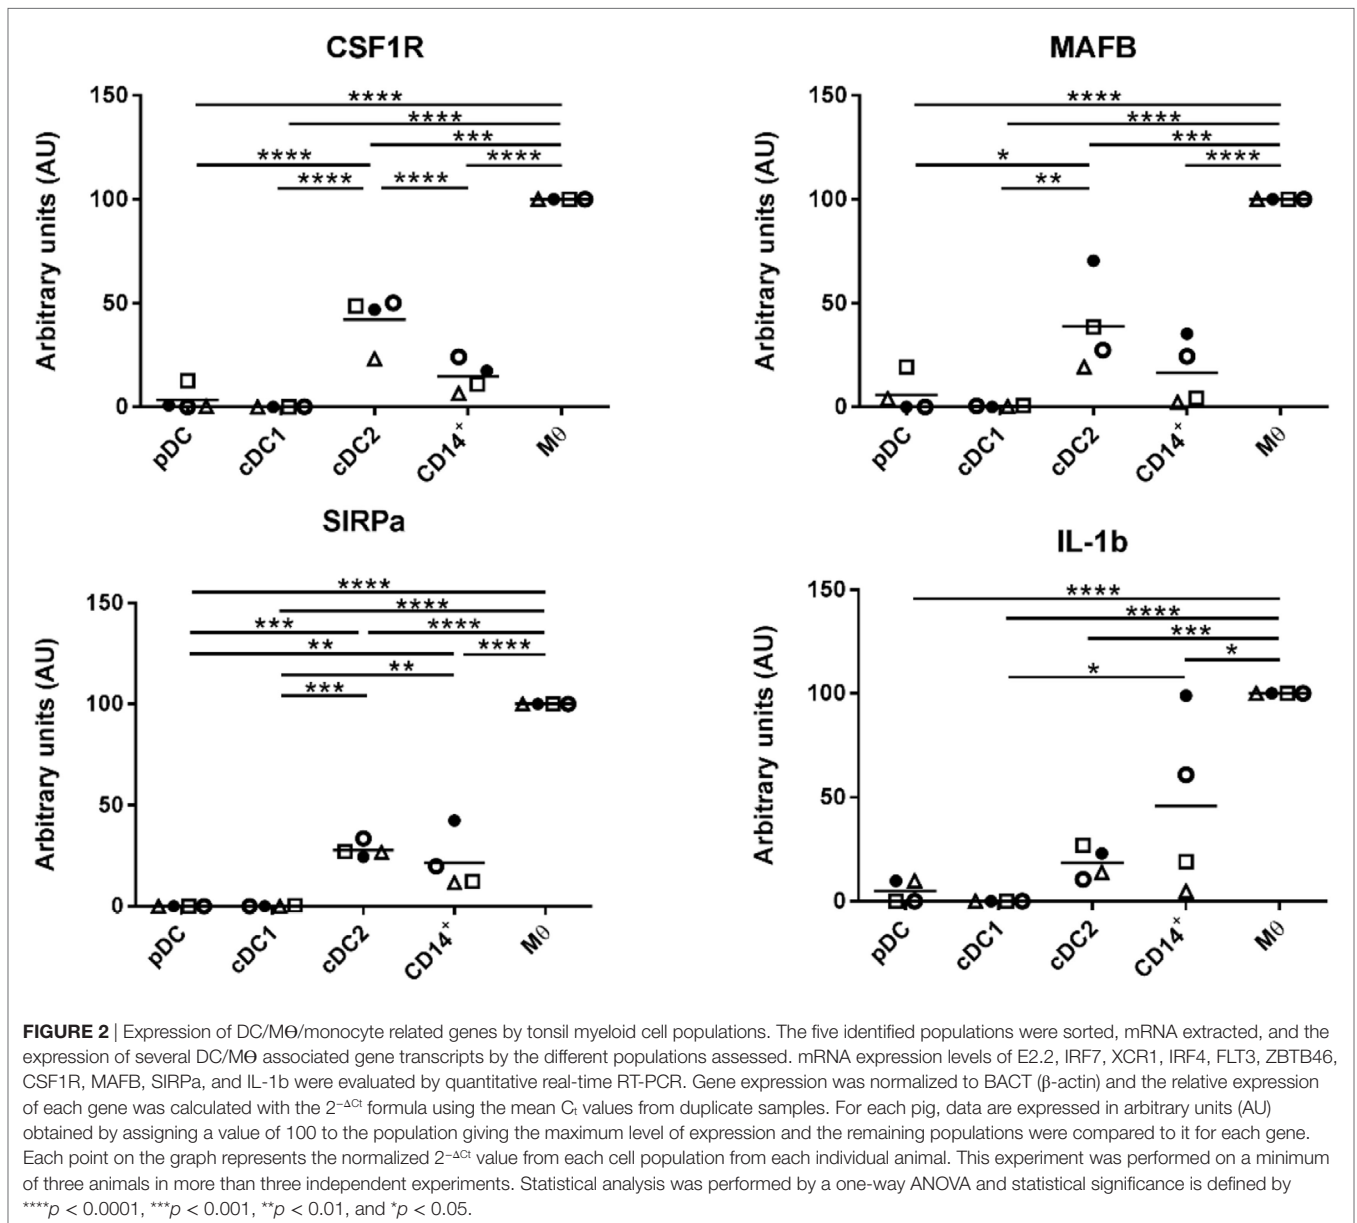 CSF1R
Arbitrary units (AU)
150
100
50
0
****
****
***
****
****
****
****
pDC
cDC1
cDC2
CD14⁺
Mθ
MAFB
Arbitrary units (AU)
150
100
50
0
****
****
***
*
****
**
pDC
cDC1
cDC2
CD14⁺
Mθ
SIRPa
Arbitrary units (AU)
150
100
50
0
****
****
***
****
**
****
**
***
pDC
cDC1
cDC2
CD14⁺
Mθ
IL-1b
Arbitrary units (AU)
150
100
50
0
****
****
***
*
*
pDC
cDC1
cDC2
CD14⁺
Mθ
FIGURE 2 | Expression of DC/MƟ/monocyte related genes by tonsil myeloid cell populations. The five identified populations were sorted, mRNA extracted, and the
expression of several DC/MƟ associated gene transcripts by the different populations assessed. mRNA expression levels of E2.2, IRF7, XCR1, IRF4, FLT3, ZBTB46,
CSF1R, MAFB, SIRPa, and IL-1b were evaluated by quantitative real-time RT-PCR. Gene expression was normalized to BACT (β-actin) and the relative expression
of each gene was calculated with the 2⁻ΔCt formula using the mean Cₜ values from duplicate samples. For each pig, data are expressed in arbitrary units (AU)
obtained by assigning a value of 100 to the population giving the maximum level of expression and the remaining populations were compared to it for each gene.
Each point on the graph represents the normalized 2⁻ΔCt value from each cell population from each individual animal. This experiment was performed on a minimum
of three animals in more than three independent experiments. Statistical analysis was performed by a one-way ANOVA and statistical significance is defined by
****p < 0.0001, ***p < 0.001, **p < 0.01, and *p < 0.05.